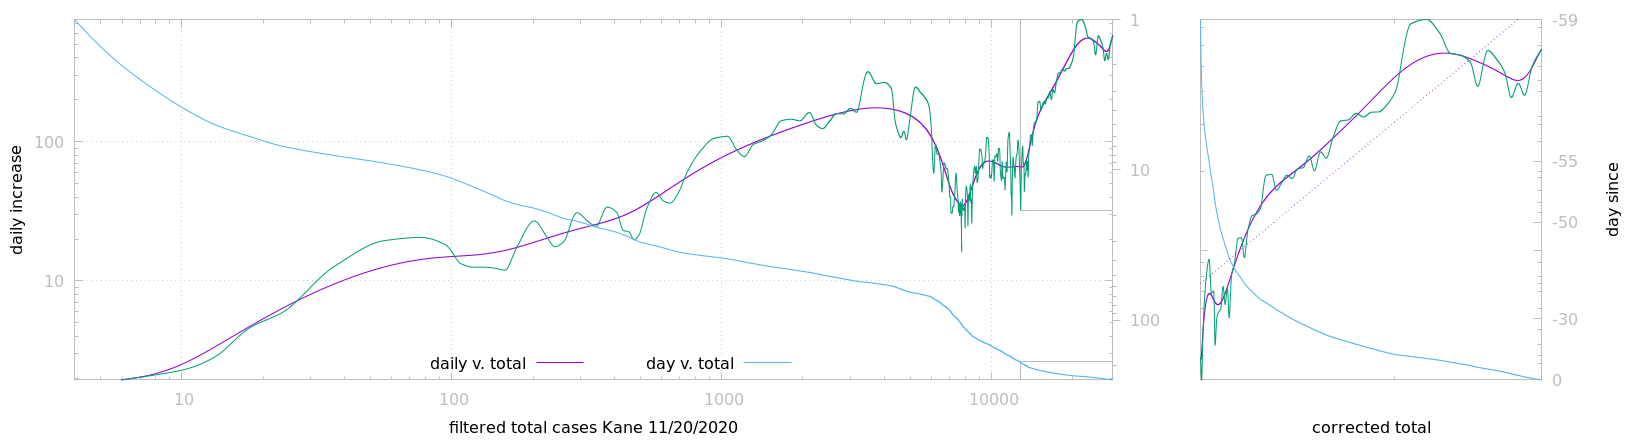 daily increase
100
10
daily v. total
day v. total
10
100
1000
10000
filtered total cases Kane 11/20/2020
1
10
100
-59
-55
-50
-30
0
day since
corrected total